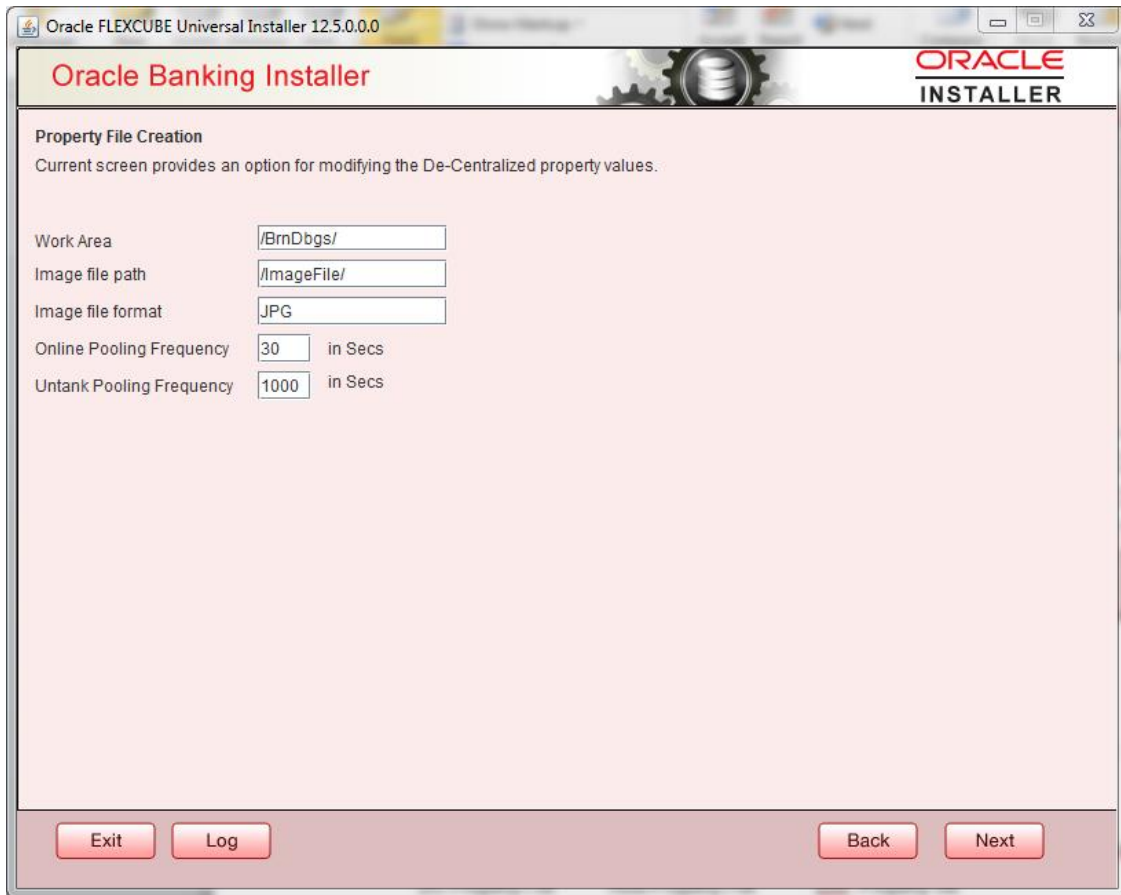 Oracle FLEXCUBE Universal Installer 12.5.0.0.0
Oracle Banking Installer
ORACLE
INSTALLER
Property File Creation
Current screen provides an option for modifying the De-Centralized property values.
Work Area /BrnDbgs/
Image file path /ImageFile/
Image file format JPG
Online Pooling Frequency 30 in Secs
Untank Pooling Frequency 1000 in Secs
Exit Log Back Next